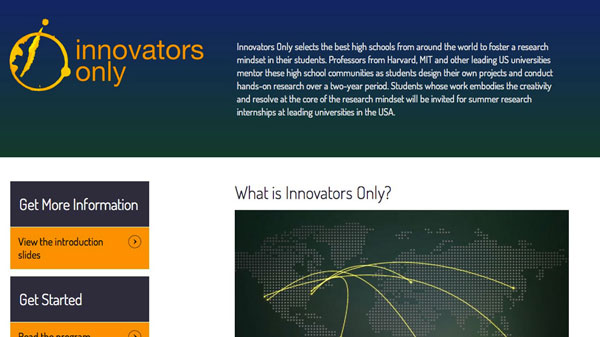 innovators
only
Innovators Only selects the best high schools from around the world to foster a research
mindset in their students. Professors from Harvard, MIT and other leading US universities
mentor these high school communities as students design their own projects and conduct
hands-on research over a two-year period. Students whose work embodies the creativity
and resolve at the core of the research mindset will be invited for summer research
internships at leading universities in the USA.
Get More Information
View the introduction
slides
Get Started
Read the program
What is Innovators Only?